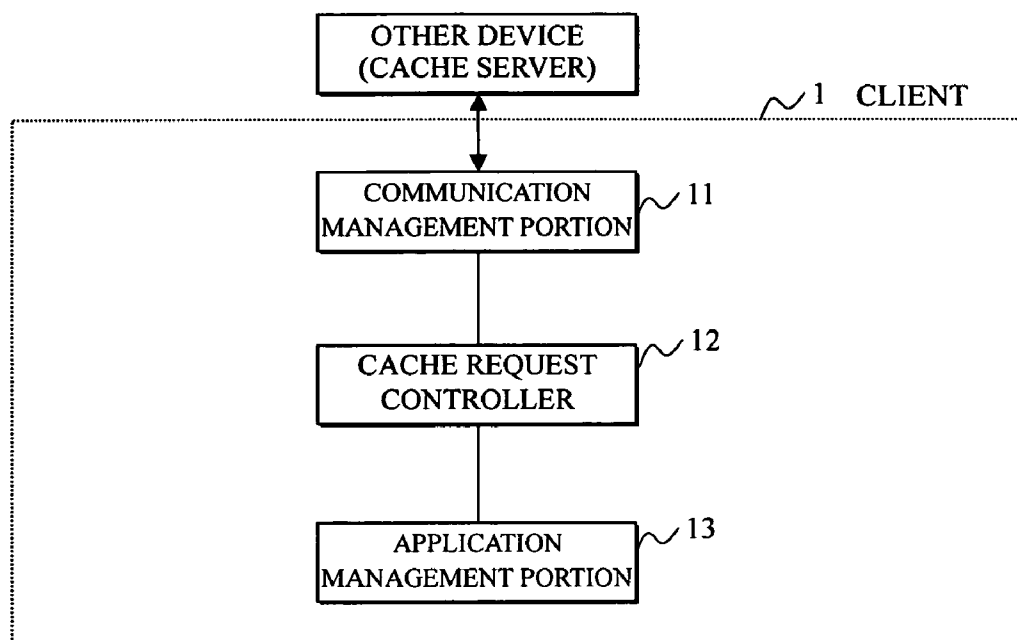 OTHER DEVICE
(CACHE SERVER)
1 CLIENT
COMMUNICATION
MANAGEMENT PORTION
11
CACHE REQUEST
CONTROLLER
12
APPLICATION
MANAGEMENT PORTION
13